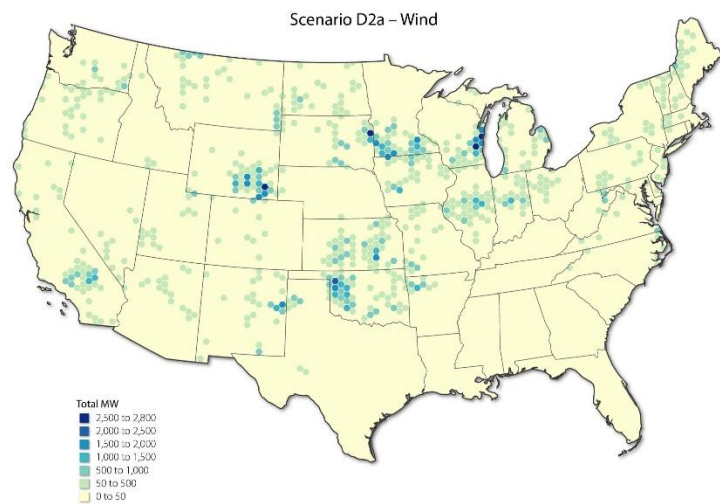 Scenario D2a – Wind
Total MW
2,500 to 2,800
2,000 to 2,500
1,500 to 2,000
1,000 to 1,500
500 to 1,000
50 to 500
0 to 50